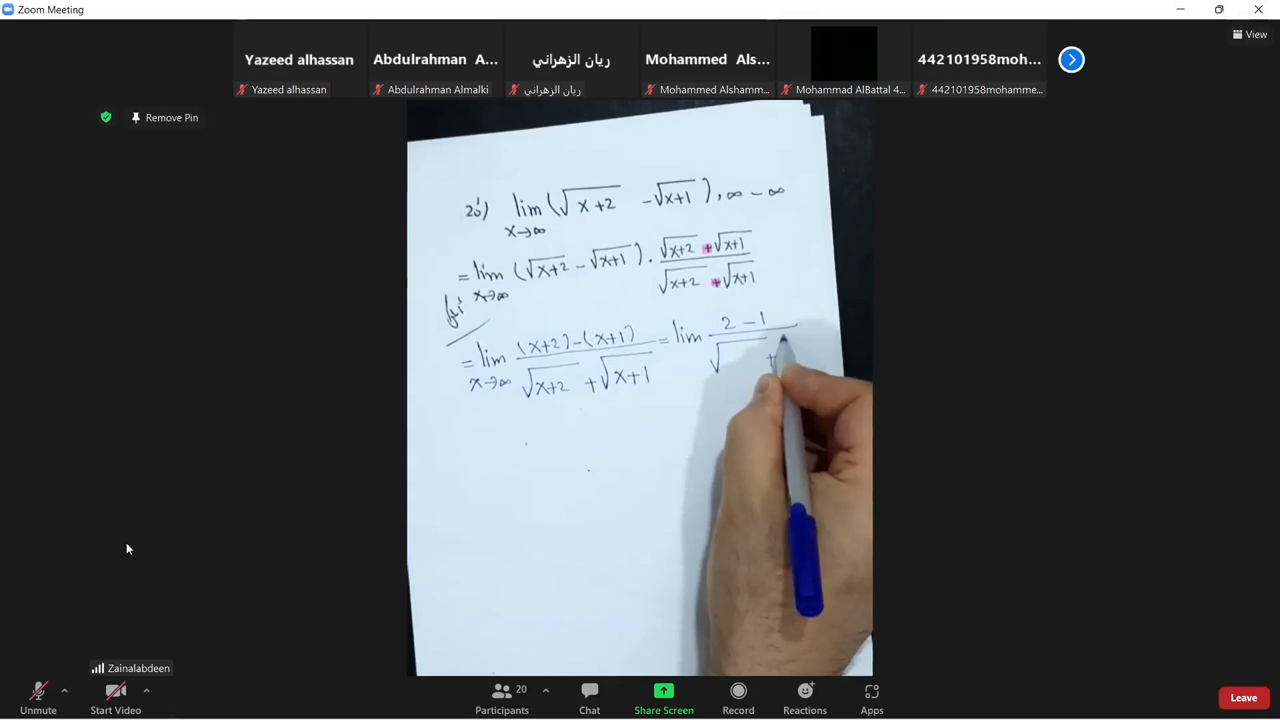 Zoom Meeting
View
Yazeed alhassan
Abdulrahman A...
ريان الزهراني
Mohammed Als...
442101958moh...
Yazeed alhassan
Abdulrahman Almalki
ريان الزهراني
Mohammed Alshamm...
Mohammad AlBattal 4...
442101958mohamme...
Remove Pin
20) lim x→∞ (√(x+2) - √(x+1)), ∞ - ∞
= lim x→∞ (√(x+2) - √(x+1)) · (√(x+2) + √(x+1)) / (√(x+2) + √(x+1))
= lim x→∞ ((x+2)-(x+1)) / (√(x+2) + √(x+1)) = lim (2 - 1) / (√ +
Zainalabdeen
Unmute
Start Video
Participants
20
Chat
Share Screen
Record
Reactions
Apps
Leave